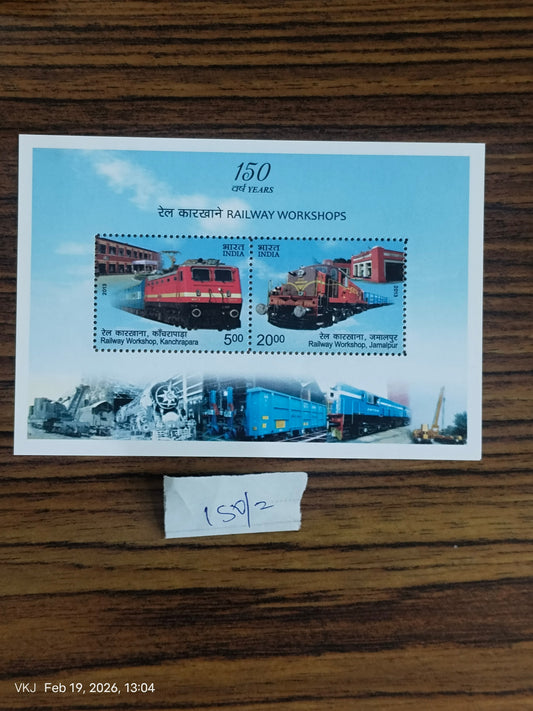 150
वर्ष YEARS
रेल कारखाने RAILWAY WORKSHOPS
भारत
INDIA
2013
रेल कारखाना, काँचरापाड़ा
Railway Workshop, Kanchrapara
5.00
भारत
INDIA
2013
रेल कारखाना, जमालपुर
Railway Workshop, Jamalpur
20.00
150/2
VKJ Feb 19, 2026, 13:04